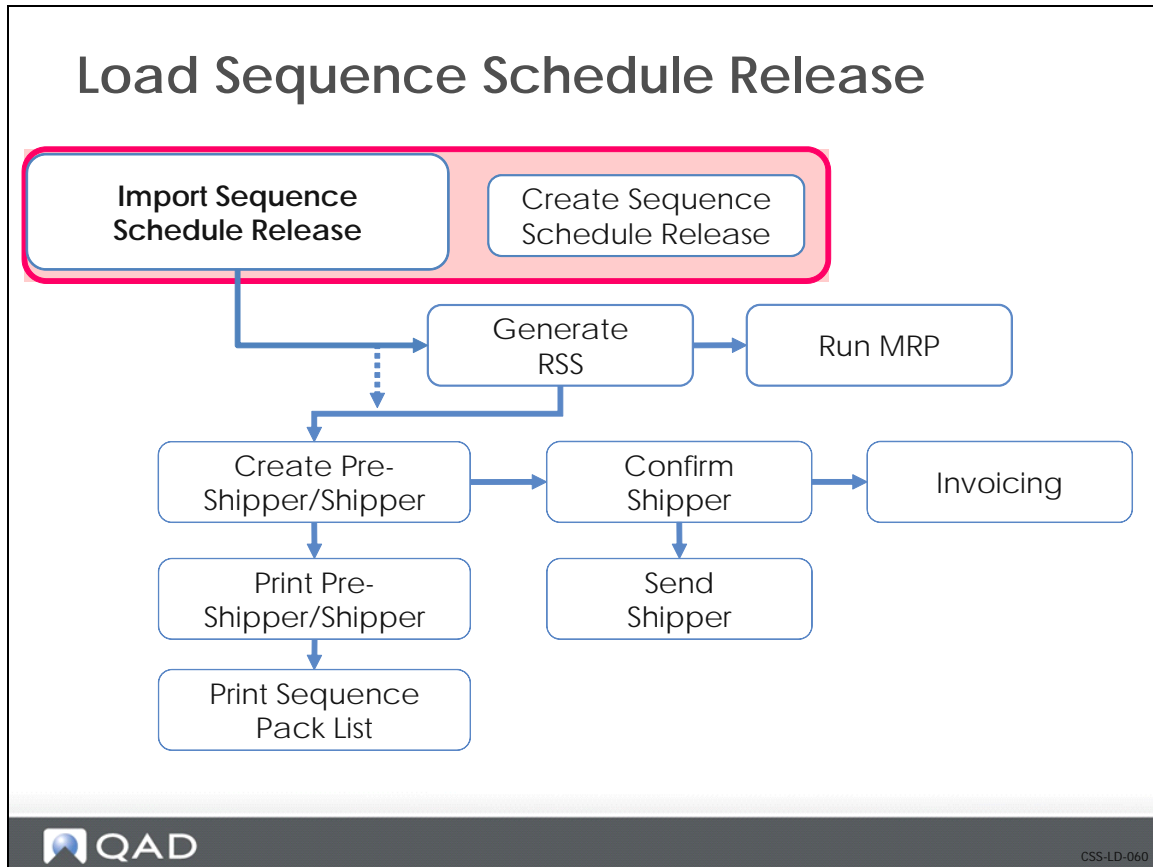 Load Sequence Schedule Release
Import Sequence
Schedule Release
Create Sequence
Schedule Release
Generate
RSS
Run MRP
Create Pre-
Shipper/Shipper
Confirm
Shipper
Invoicing
Print Pre-
Shipper/Shipper
Send
Shipper
Print Sequence
Pack List
QAD
CSS-LD-060